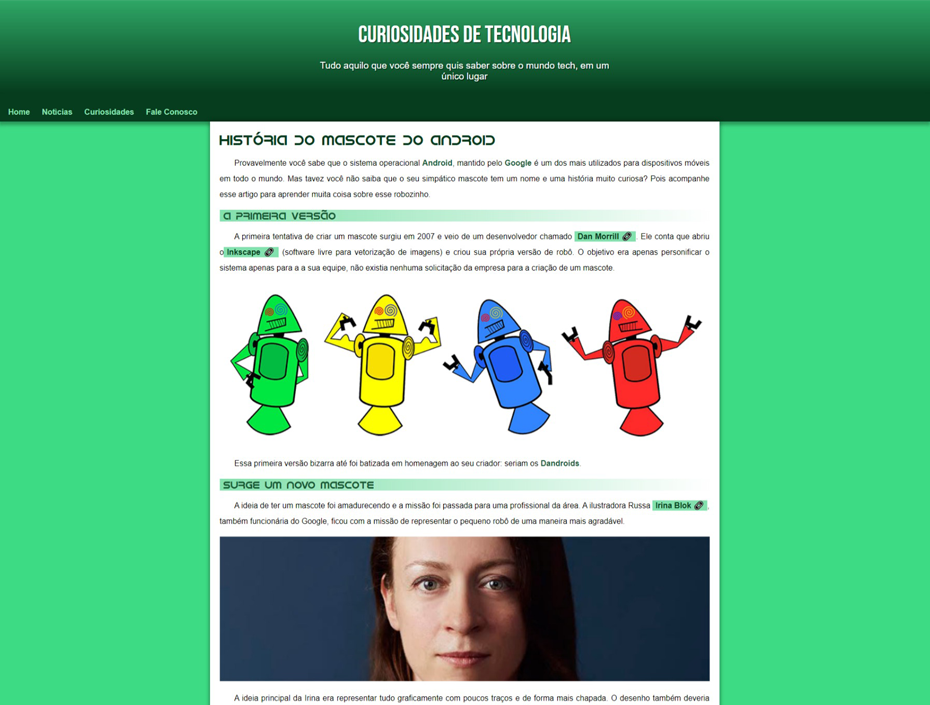 CURIOSIDADES DE TECNOLOGIA
Tudo aquilo que você sempre quis saber sobre o mundo tech, em um
único lugar
Home Noticias Curiosidades Fale Conosco
HISTÓRIA DO MASCOTE DO ANDROID
Provavelmente você sabe que o sistema operacional Android, mantido pelo Google é um dos mais utilizados para dispositivos móveis
em todo o mundo. Mas tavez você não saiba que o seu simpático mascote tem um nome e uma história muito curiosa? Pois acompanhe
esse artigo para aprender muita coisa sobre esse robozinho.
A PRIMEIRA VERSÃO
A primeira tentativa de criar um mascote surgiu em 2007 e veio de um desenvolvedor chamado Dan Morrill . Ele conta que abriu
o Inkscape (software livre para vetorização de imagens) e criou sua própria versão de robô. O objetivo era apenas personificar o
sistema apenas para a a sua equipe, não existia nenhuma solicitação da empresa para a criação de um mascote.
Essa primeira versão bizarra até foi batizada em homenagem ao seu criador: seriam os Dandroids.
SURGE UM NOVO MASCOTE
A ideia de ter um mascote foi amadurecendo e a missão foi passada para uma profissional da área. A ilustradora Russa Irina Blok ,
também funcionária do Google, ficou com a missão de representar o pequeno robô de uma maneira mais agradável.
A ideia principal da Irina era representar tudo graficamente com poucos traços e de forma mais chapada. O desenho também deveria